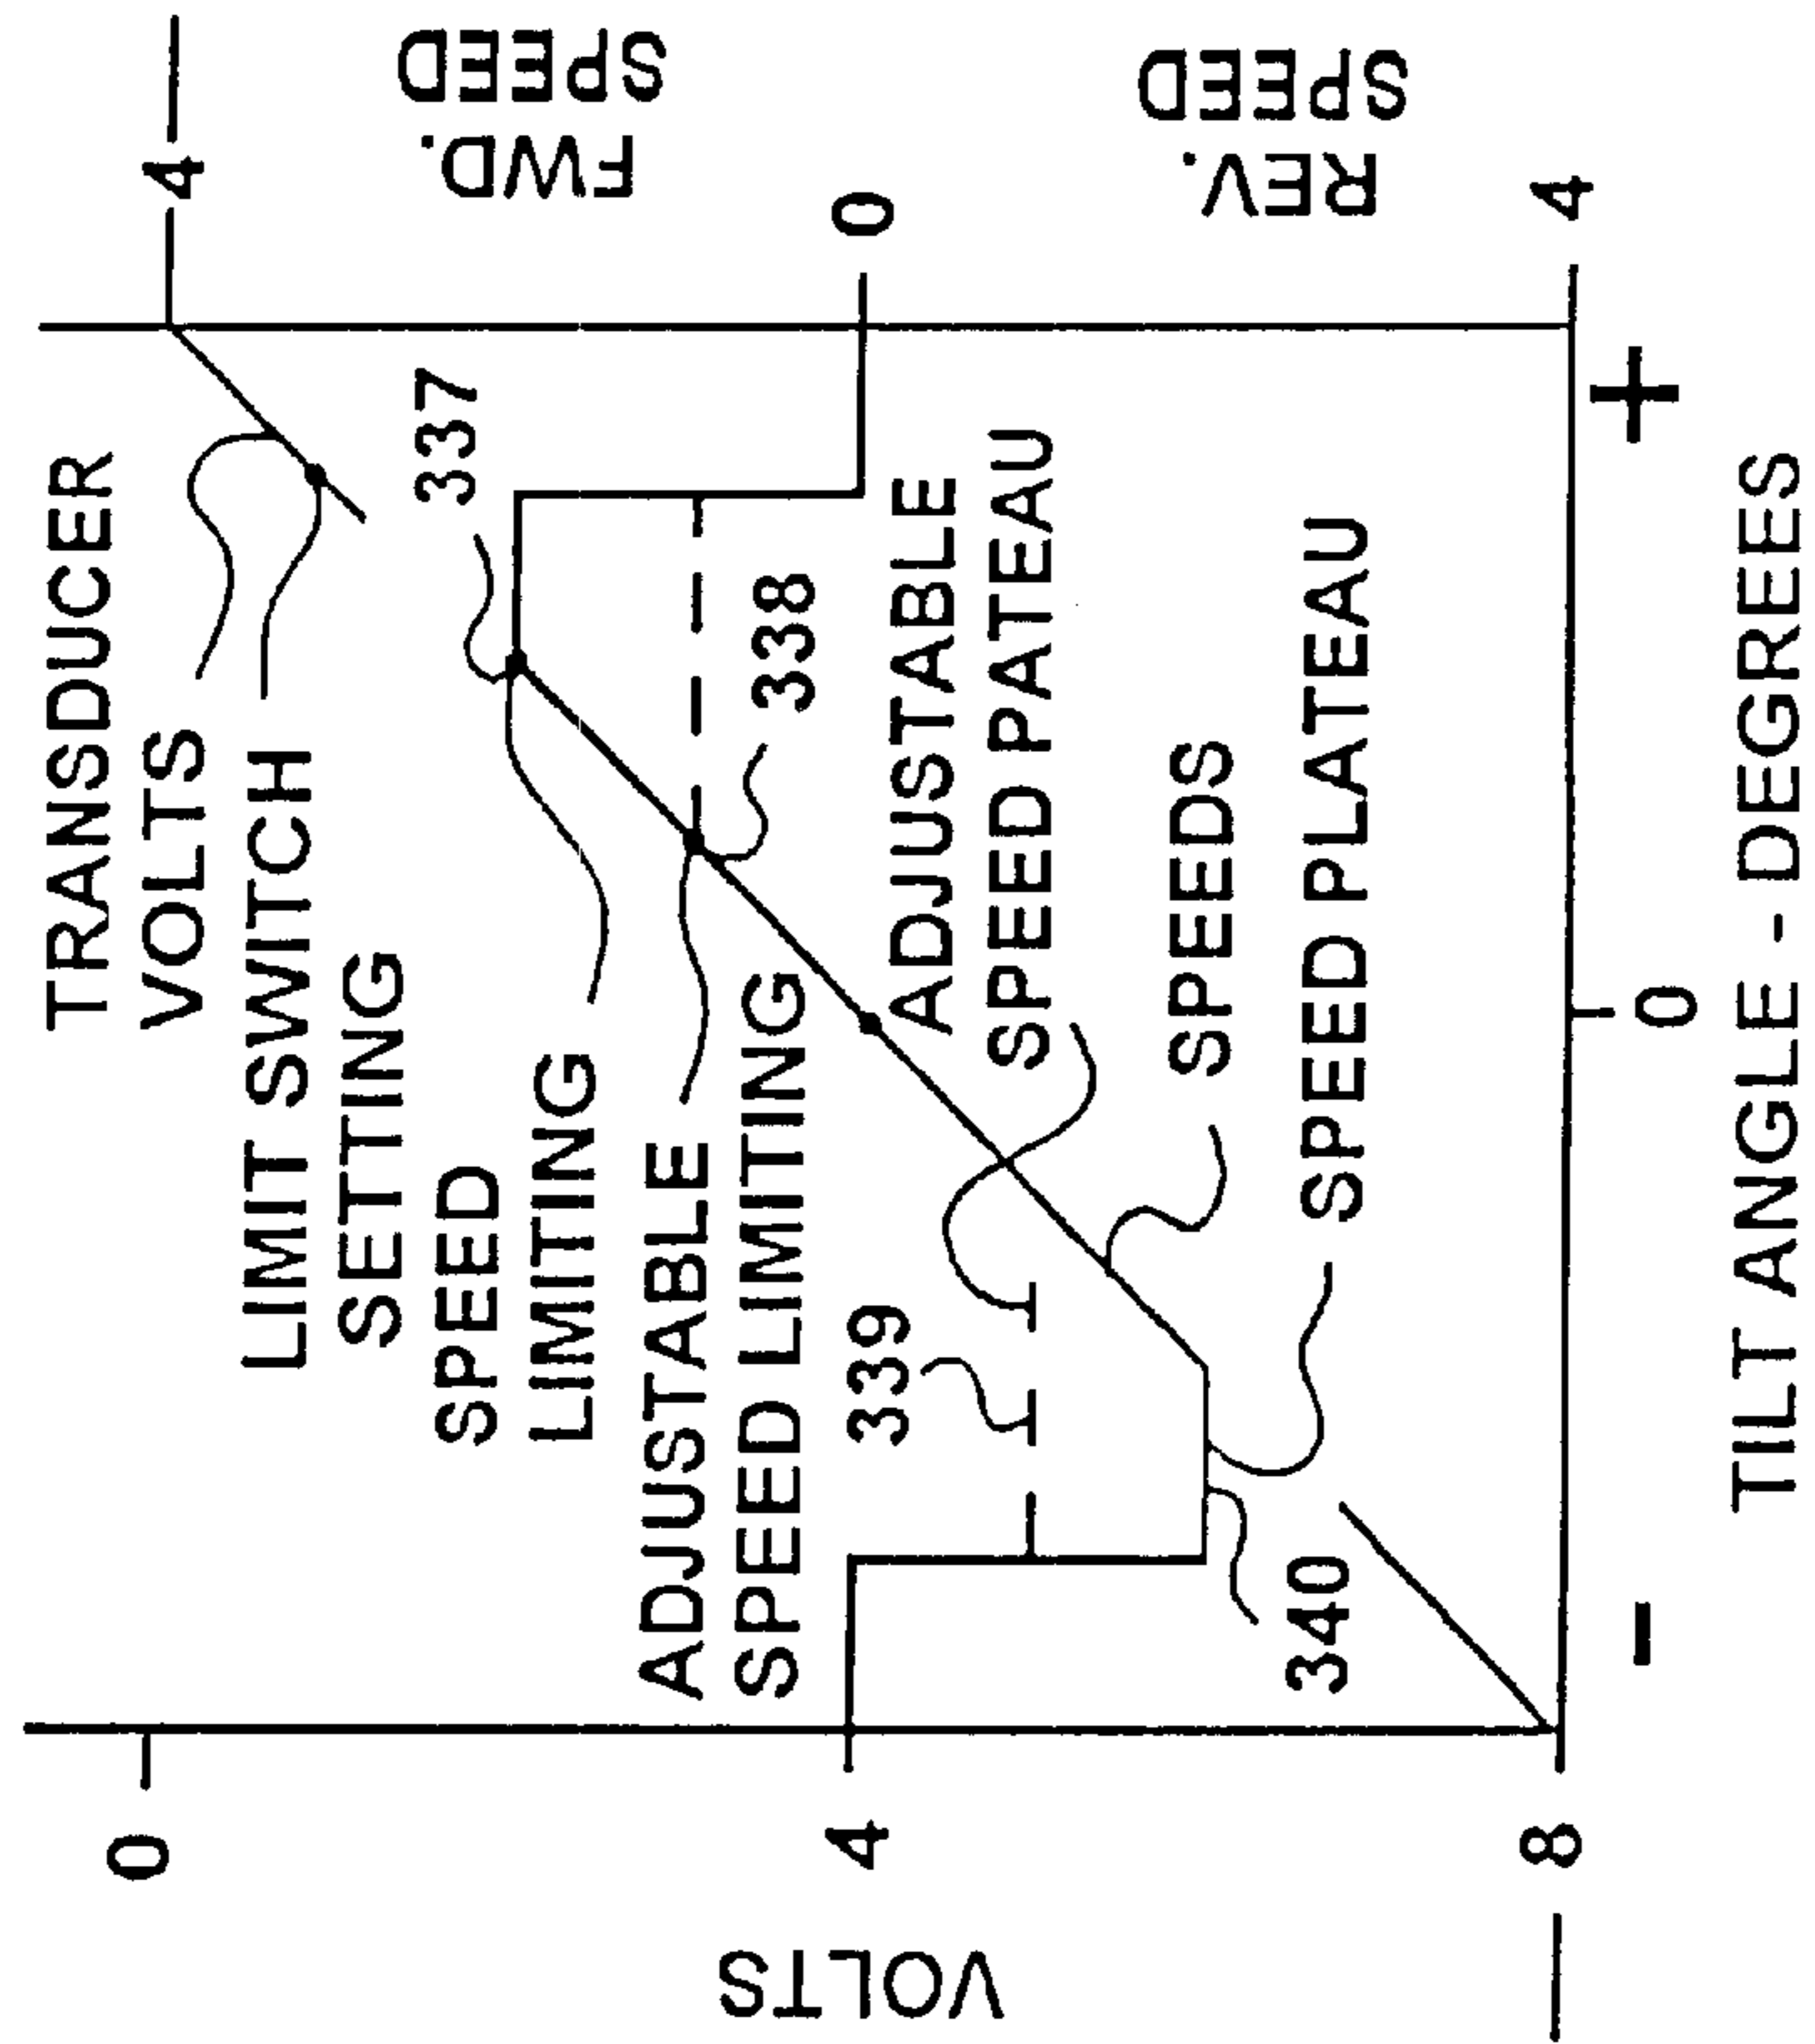 TRANSDUCER
VOLTS
LIMIT SWITCH
SETTING
SPEED
LIMITING
ADJUSTABLE
SPEED LIMITING
337
338
339
340
ADJUSTABLE
SPEED PATEAU
SPEEDS
SPEED PLATEAU
VOLTS
0
4
8
4
FWD.
SPEED
0
REV.
SPEED
4
- 0 +
TILT ANGLE - DEGREES